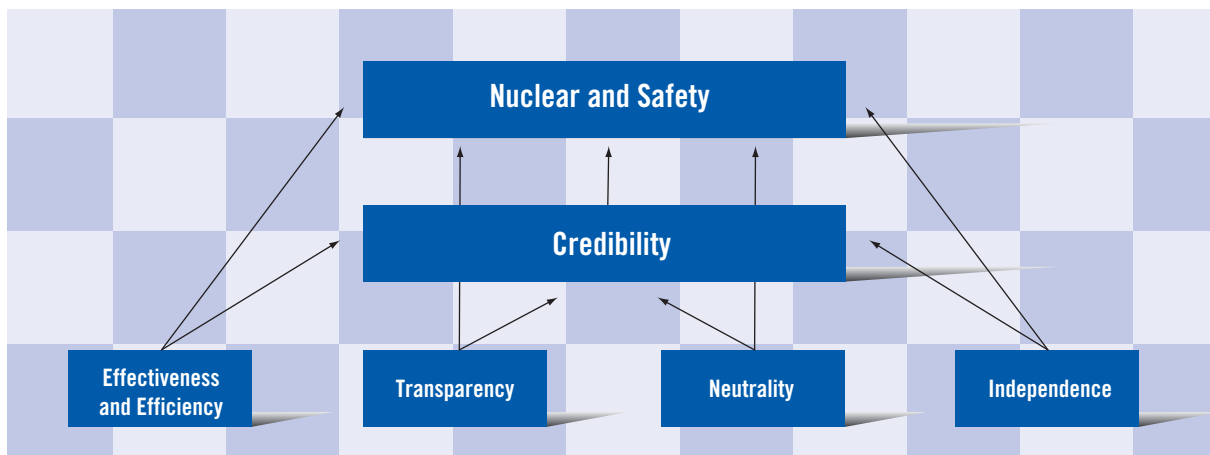 Nuclear and Safety
Credibility
Effectiveness
and Efficiency
Transparency
Neutrality
Independence